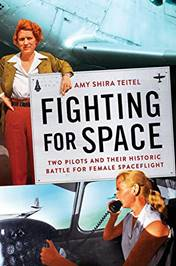 AMY SHIRA TEITEL
FIGHTING
FOR SPACE
TWO PILOTS AND THEIR HISTORIC
BATTLE FOR FEMALE SPACEFLIGHT